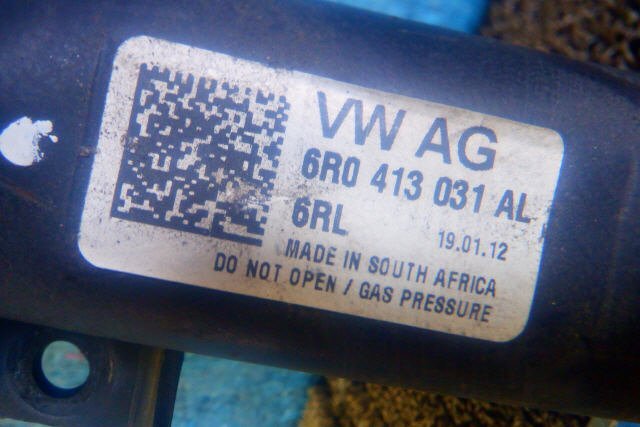 VW AG
6R0 413 031 AL
6RL 19.01.12
MADE IN SOUTH AFRICA
DO NOT OPEN / GAS PRESSURE